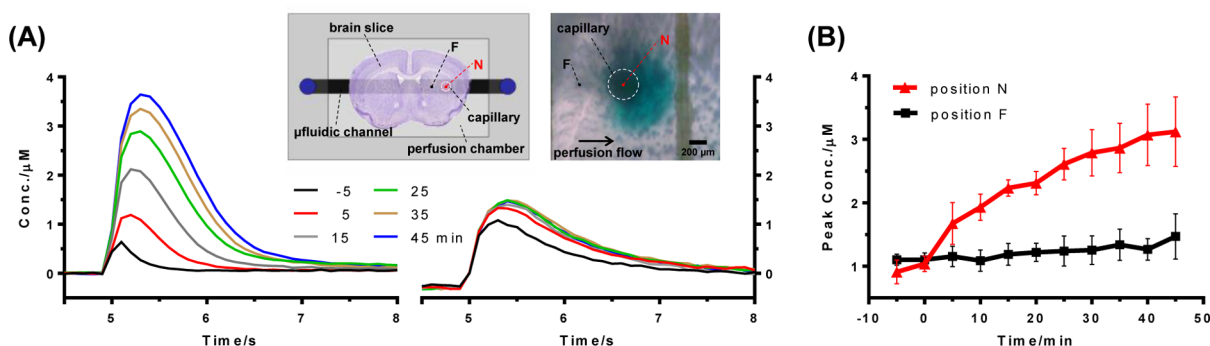 (A)
brain slice
F
N
μfluidic channel
capillary
perfusion chamber
capillary
N
F
perfusion flow
200 μm
4
3
2
1
0
Conc./μM
5
6
7
8
Time/s
-5
5
15
25
35
45 min
4
3
2
1
0
5
6
7
8
Time/s
(B)
position N
position F
4
3
2
1
0
Peak Conc./μM
-10
0
10
20
30
40
50
Time/min